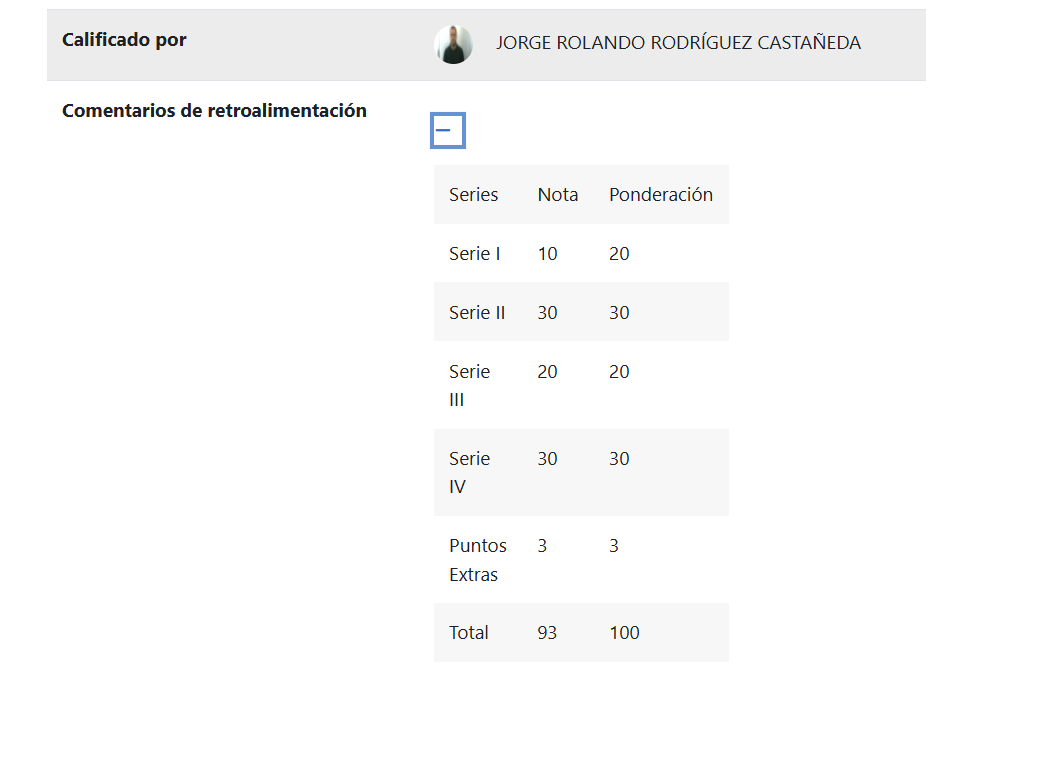 Calificado por
JORGE ROLANDO RODRÍGUEZ CASTAÑEDA
Comentarios de retroalimentación
Series Nota Ponderación
Serie I 10 20
Serie II 30 30
Serie 20 20
III
Serie 30 30
IV
Puntos 3 3
Extras
Total 93 100